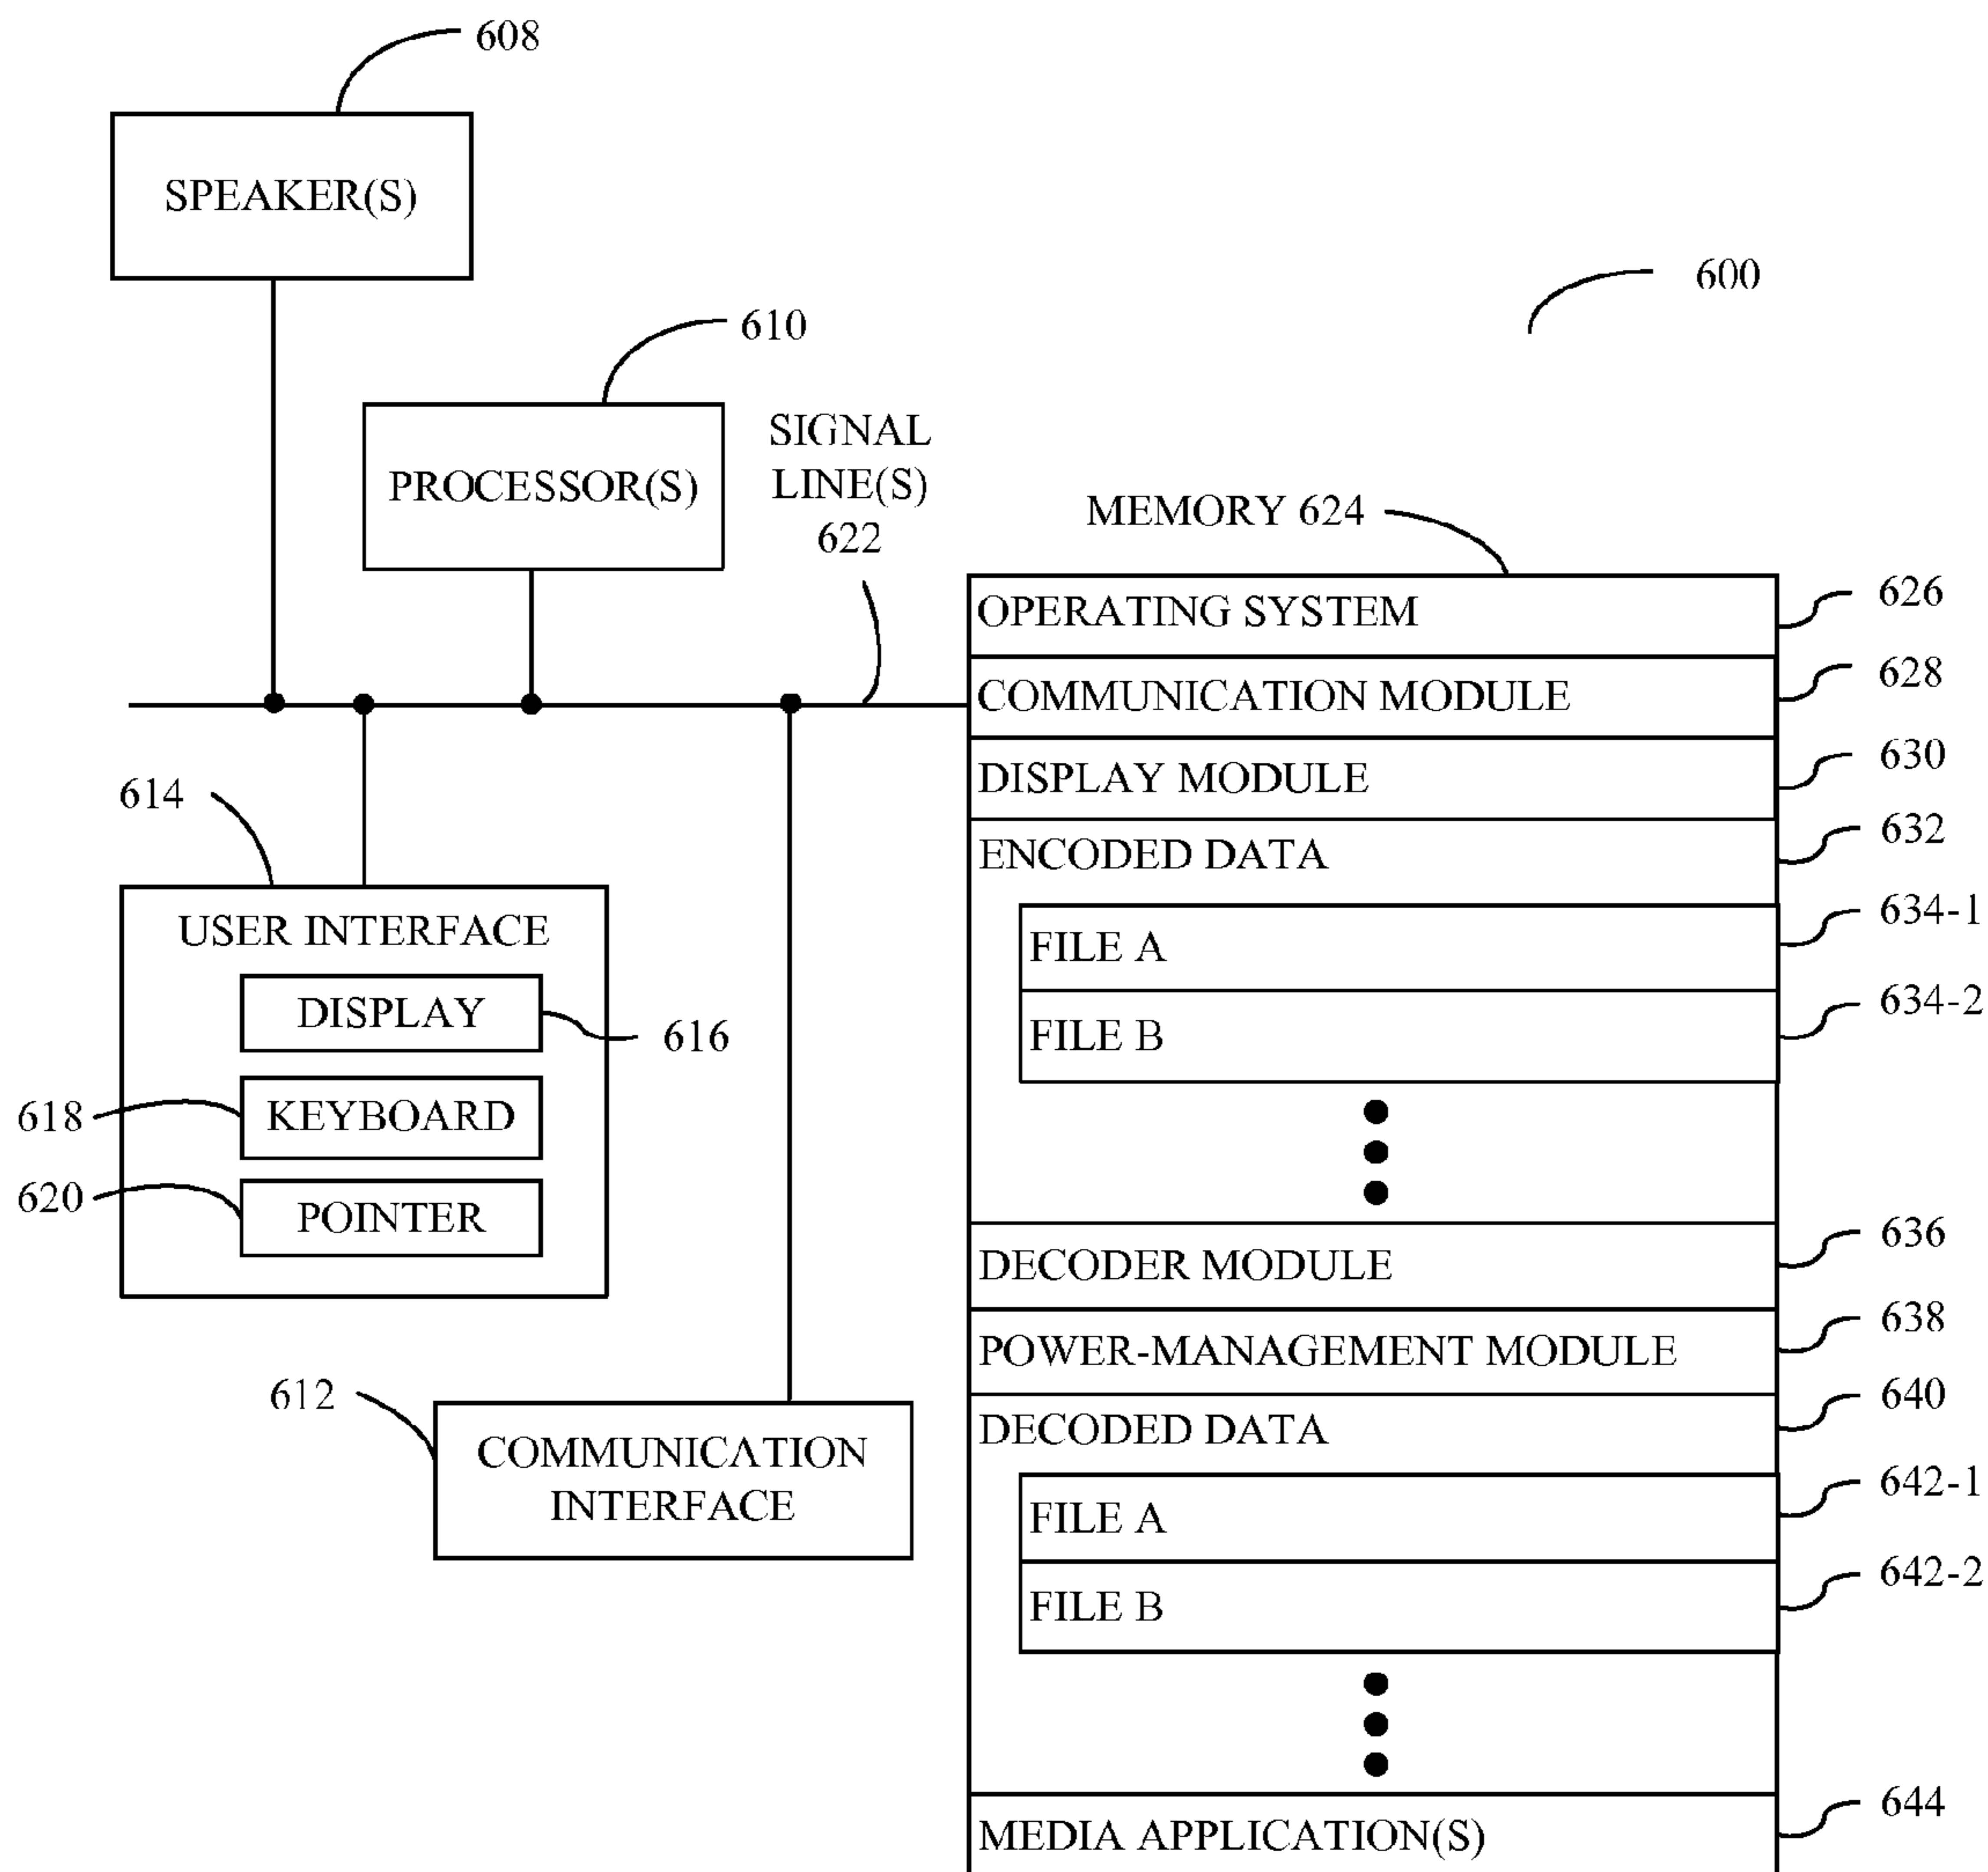 608
SPEAKER(S)
600
610
PROCESSOR(S)
SIGNAL
LINE(S)
622
MEMORY 624
OPERATING SYSTEM
626
COMMUNICATION MODULE
628
DISPLAY MODULE
630
ENCODED DATA
632
FILE A
634-1
FILE B
634-2
DECODER MODULE
636
POWER-MANAGEMENT MODULE
638
DECODED DATA
640
FILE A
642-1
FILE B
642-2
MEDIA APPLICATION(S)
644
614
USER INTERFACE
DISPLAY
616
618
KEYBOARD
620
POINTER
612
COMMUNICATION
INTERFACE